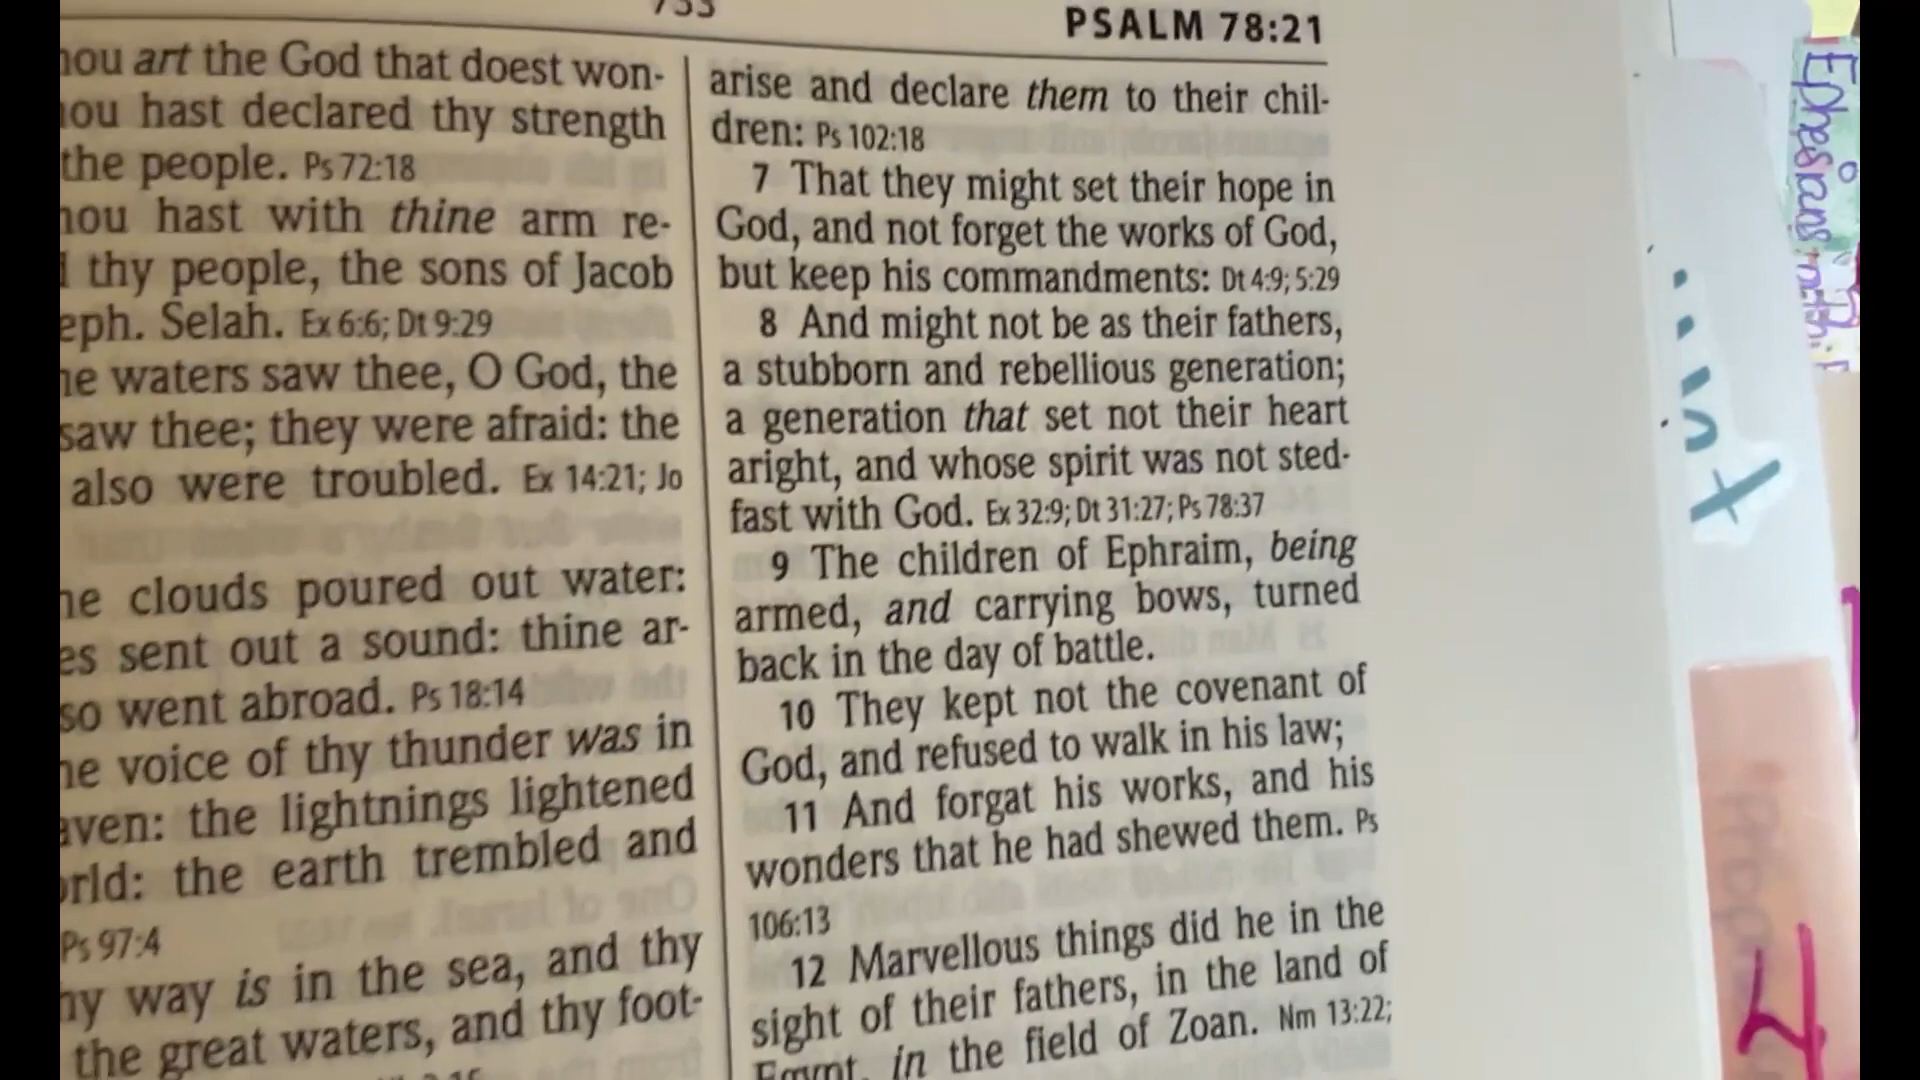 PSALM 78:21
art the God that doest won-
hast declared thy strength
the people. Ps 72:18
hast with thine arm re-
thy people, the sons of Jacob
Selah. Ex 6:6; Dt 9:29
waters saw thee, O God, the
saw thee; they were afraid: the
also were troubled. Ex 14:21; Jo
clouds poured out water:
sent out a sound: thine ar-
so went abroad. Ps 18:14
voice of thy thunder was in
the lightnings lightened
the earth trembled and
Ps 97:4
way is in the sea, and thy
the great waters, and thy foot-
arise and declare them to their chil-
dren: Ps 102:18
7 That they might set their hope in
God, and not forget the works of God,
but keep his commandments: Dt 4:9; 5:29
8 And might not be as their fathers,
a stubborn and rebellious generation;
a generation that set not their heart
aright, and whose spirit was not sted-
fast with God. Ex 32:9; Dt 31:27; Ps 78:37
9 The children of Ephraim, being
armed, and carrying bows, turned
back in the day of battle.
10 They kept not the covenant of
God, and refused to walk in his law;
11 And forgat his works, and his
wonders that he had shewed them. Ps
106:13
12 Marvellous things did he in the
sight of their fathers, in the land of
Egypt, in the field of Zoan. Nm 13:22;
Ephesians